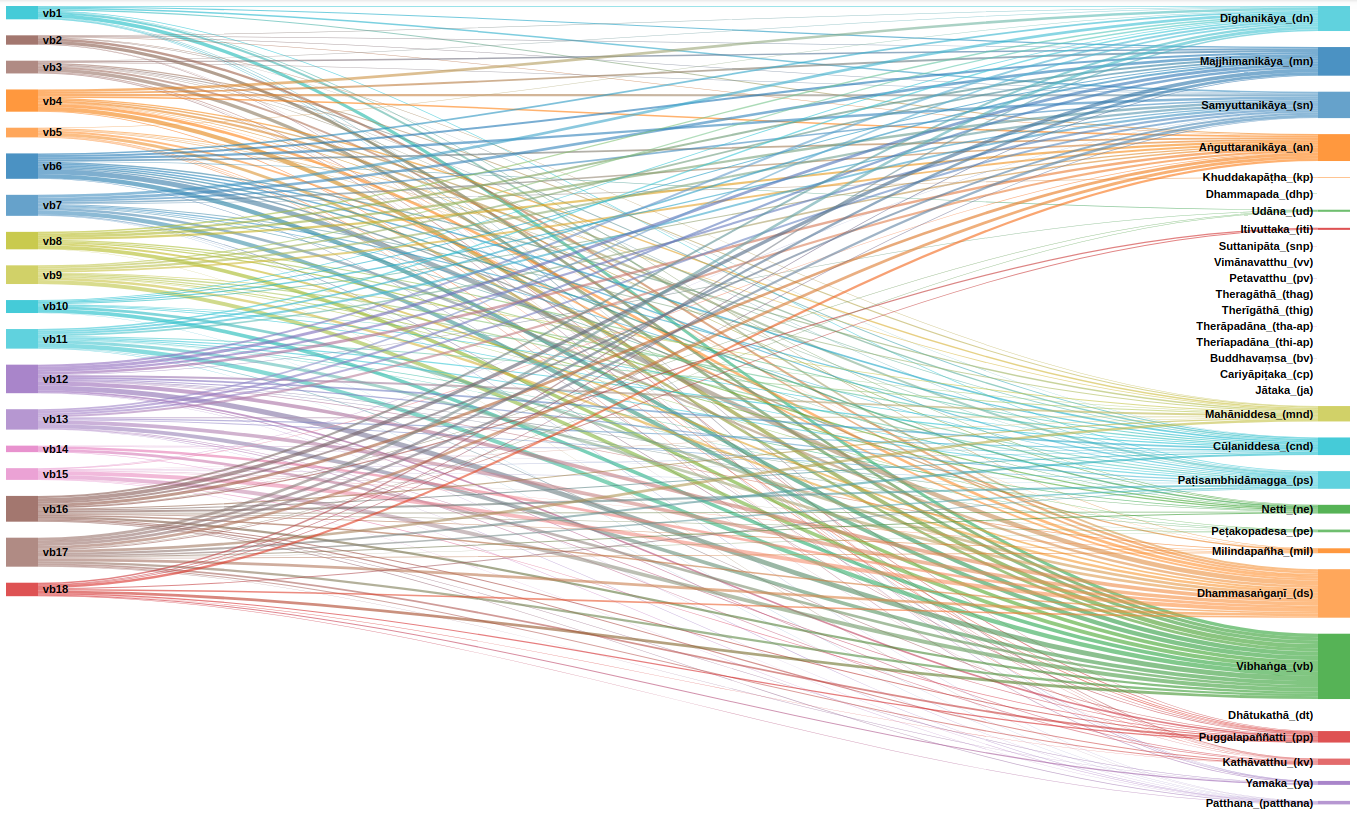 vb1
vb2
vb3
vb4
vb5
vb6
vb7
vb8
vb9
vb10
vb11
vb12
vb13
vb14
vb15
vb16
vb17
vb18
Dīghanikāya_(dn)
Majjhimanikāya_(mn)
Saṃyuttanikāya_(sn)
Aṅguttaranikāya_(an)
Khuddakapāṭha_(kp)
Dhammapada_(dhp)
Udāna_(ud)
Itivuttaka_(iti)
Suttanipāta_(snp)
Vimānavatthu_(vv)
Petavatthu_(pv)
Theragāthā_(thag)
Therīgāthā_(thig)
Therāpadāna_(tha-ap)
Therīapadāna_(thi-ap)
Buddhavaṃsa_(bv)
Cariyāpiṭaka_(cp)
Jātaka_(ja)
Mahāniddesa_(mnd)
Cūḷaniddesa_(cnd)
Paṭisambhidāmagga_(ps)
Netti_(ne)
Peṭakopadesa_(pe)
Milindapañha_(mil)
Dhammasaṅgaṇī_(ds)
Vibhaṅga_(vb)
Dhātukathā_(dt)
Puggalapaññatti_(pp)
Kathāvatthu_(kv)
Yamaka_(ya)
Patthana_(patthana)